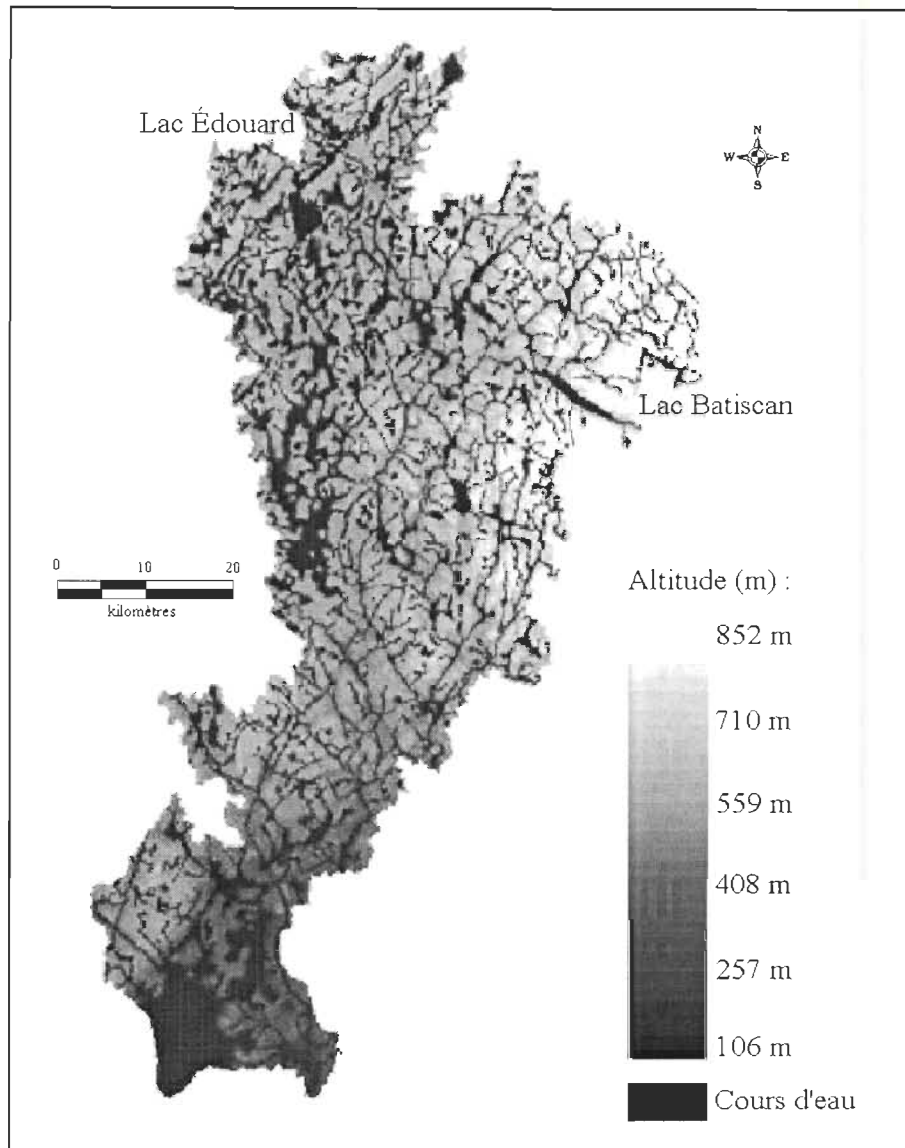 Lac Édouard
N
W E
S
Lac Batiscan
0 10 20
kilomètres
Altitude (m) :
852 m
710 m
559 m
408 m
257 m
106 m
Cours d'eau